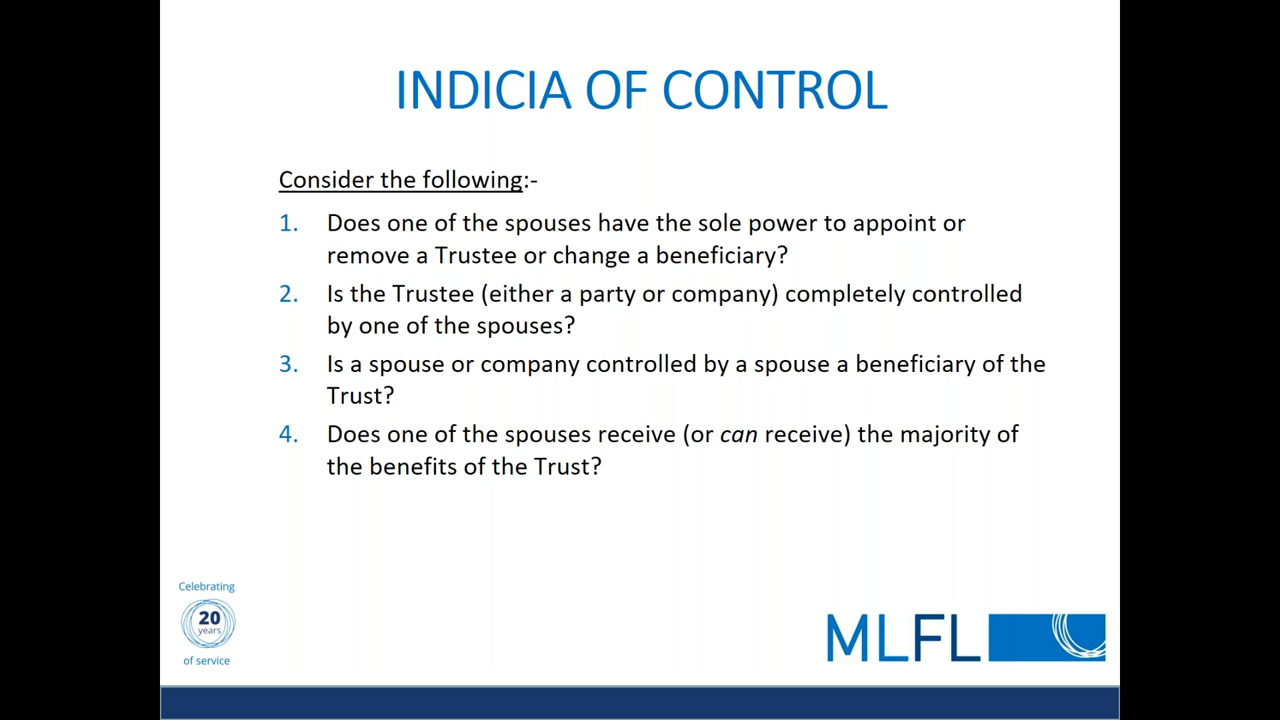 INDICIA OF CONTROL
Consider the following:-
1. Does one of the spouses have the sole power to appoint or
remove a Trustee or change a beneficiary?
2. Is the Trustee (either a party or company) completely controlled
by one of the spouses?
3. Is a spouse or company controlled by a spouse a beneficiary of the
Trust?
4. Does one of the spouses receive (or can receive) the majority of
the benefits of the Trust?
Celebrating
20
years
of service
MLFL